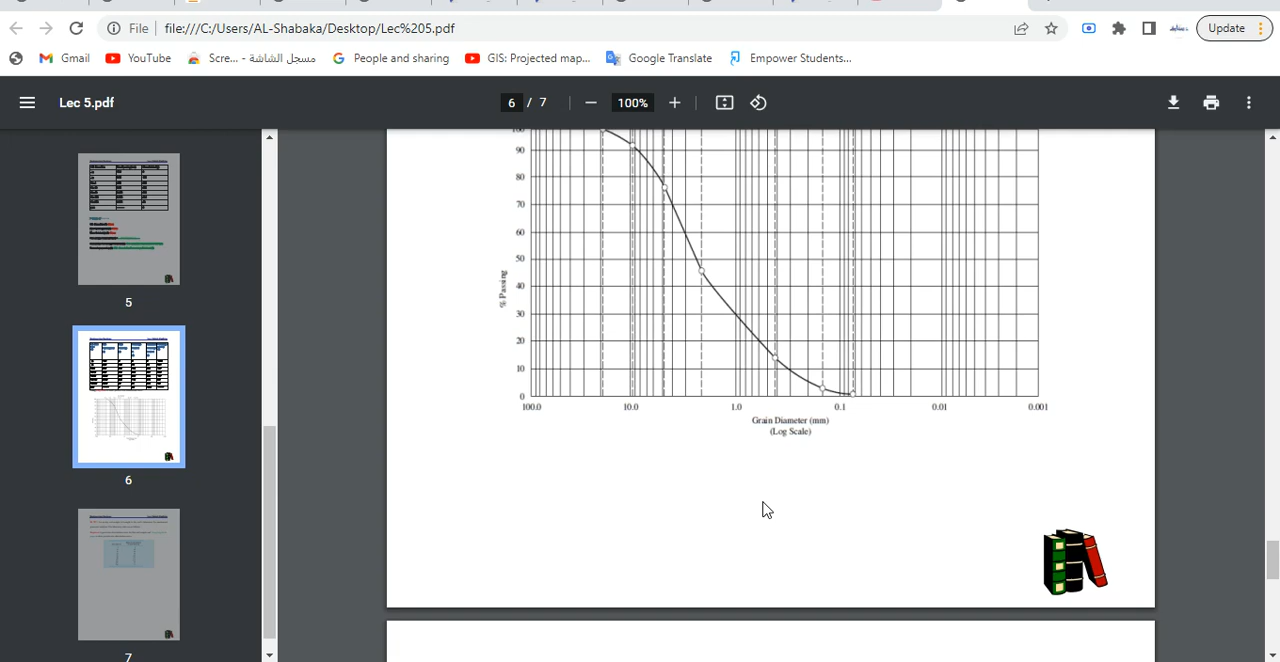 File | file:///C:/Users/AL-Shabaka/Desktop/Lec%205.pdf
Update
Gmail
YouTube
Scre... - مسجل الشاشة
People and sharing
GIS: Projected map...
Google Translate
Empower Students...
Lec 5.pdf
6 / 7
100%
5
6
7
100
90
80
70
60
50
40
30
20
10
0
% Passing
100.0 10.0 1.0 0.1 0.01 0.001
Grain Diameter (mm)
(Log Scale)